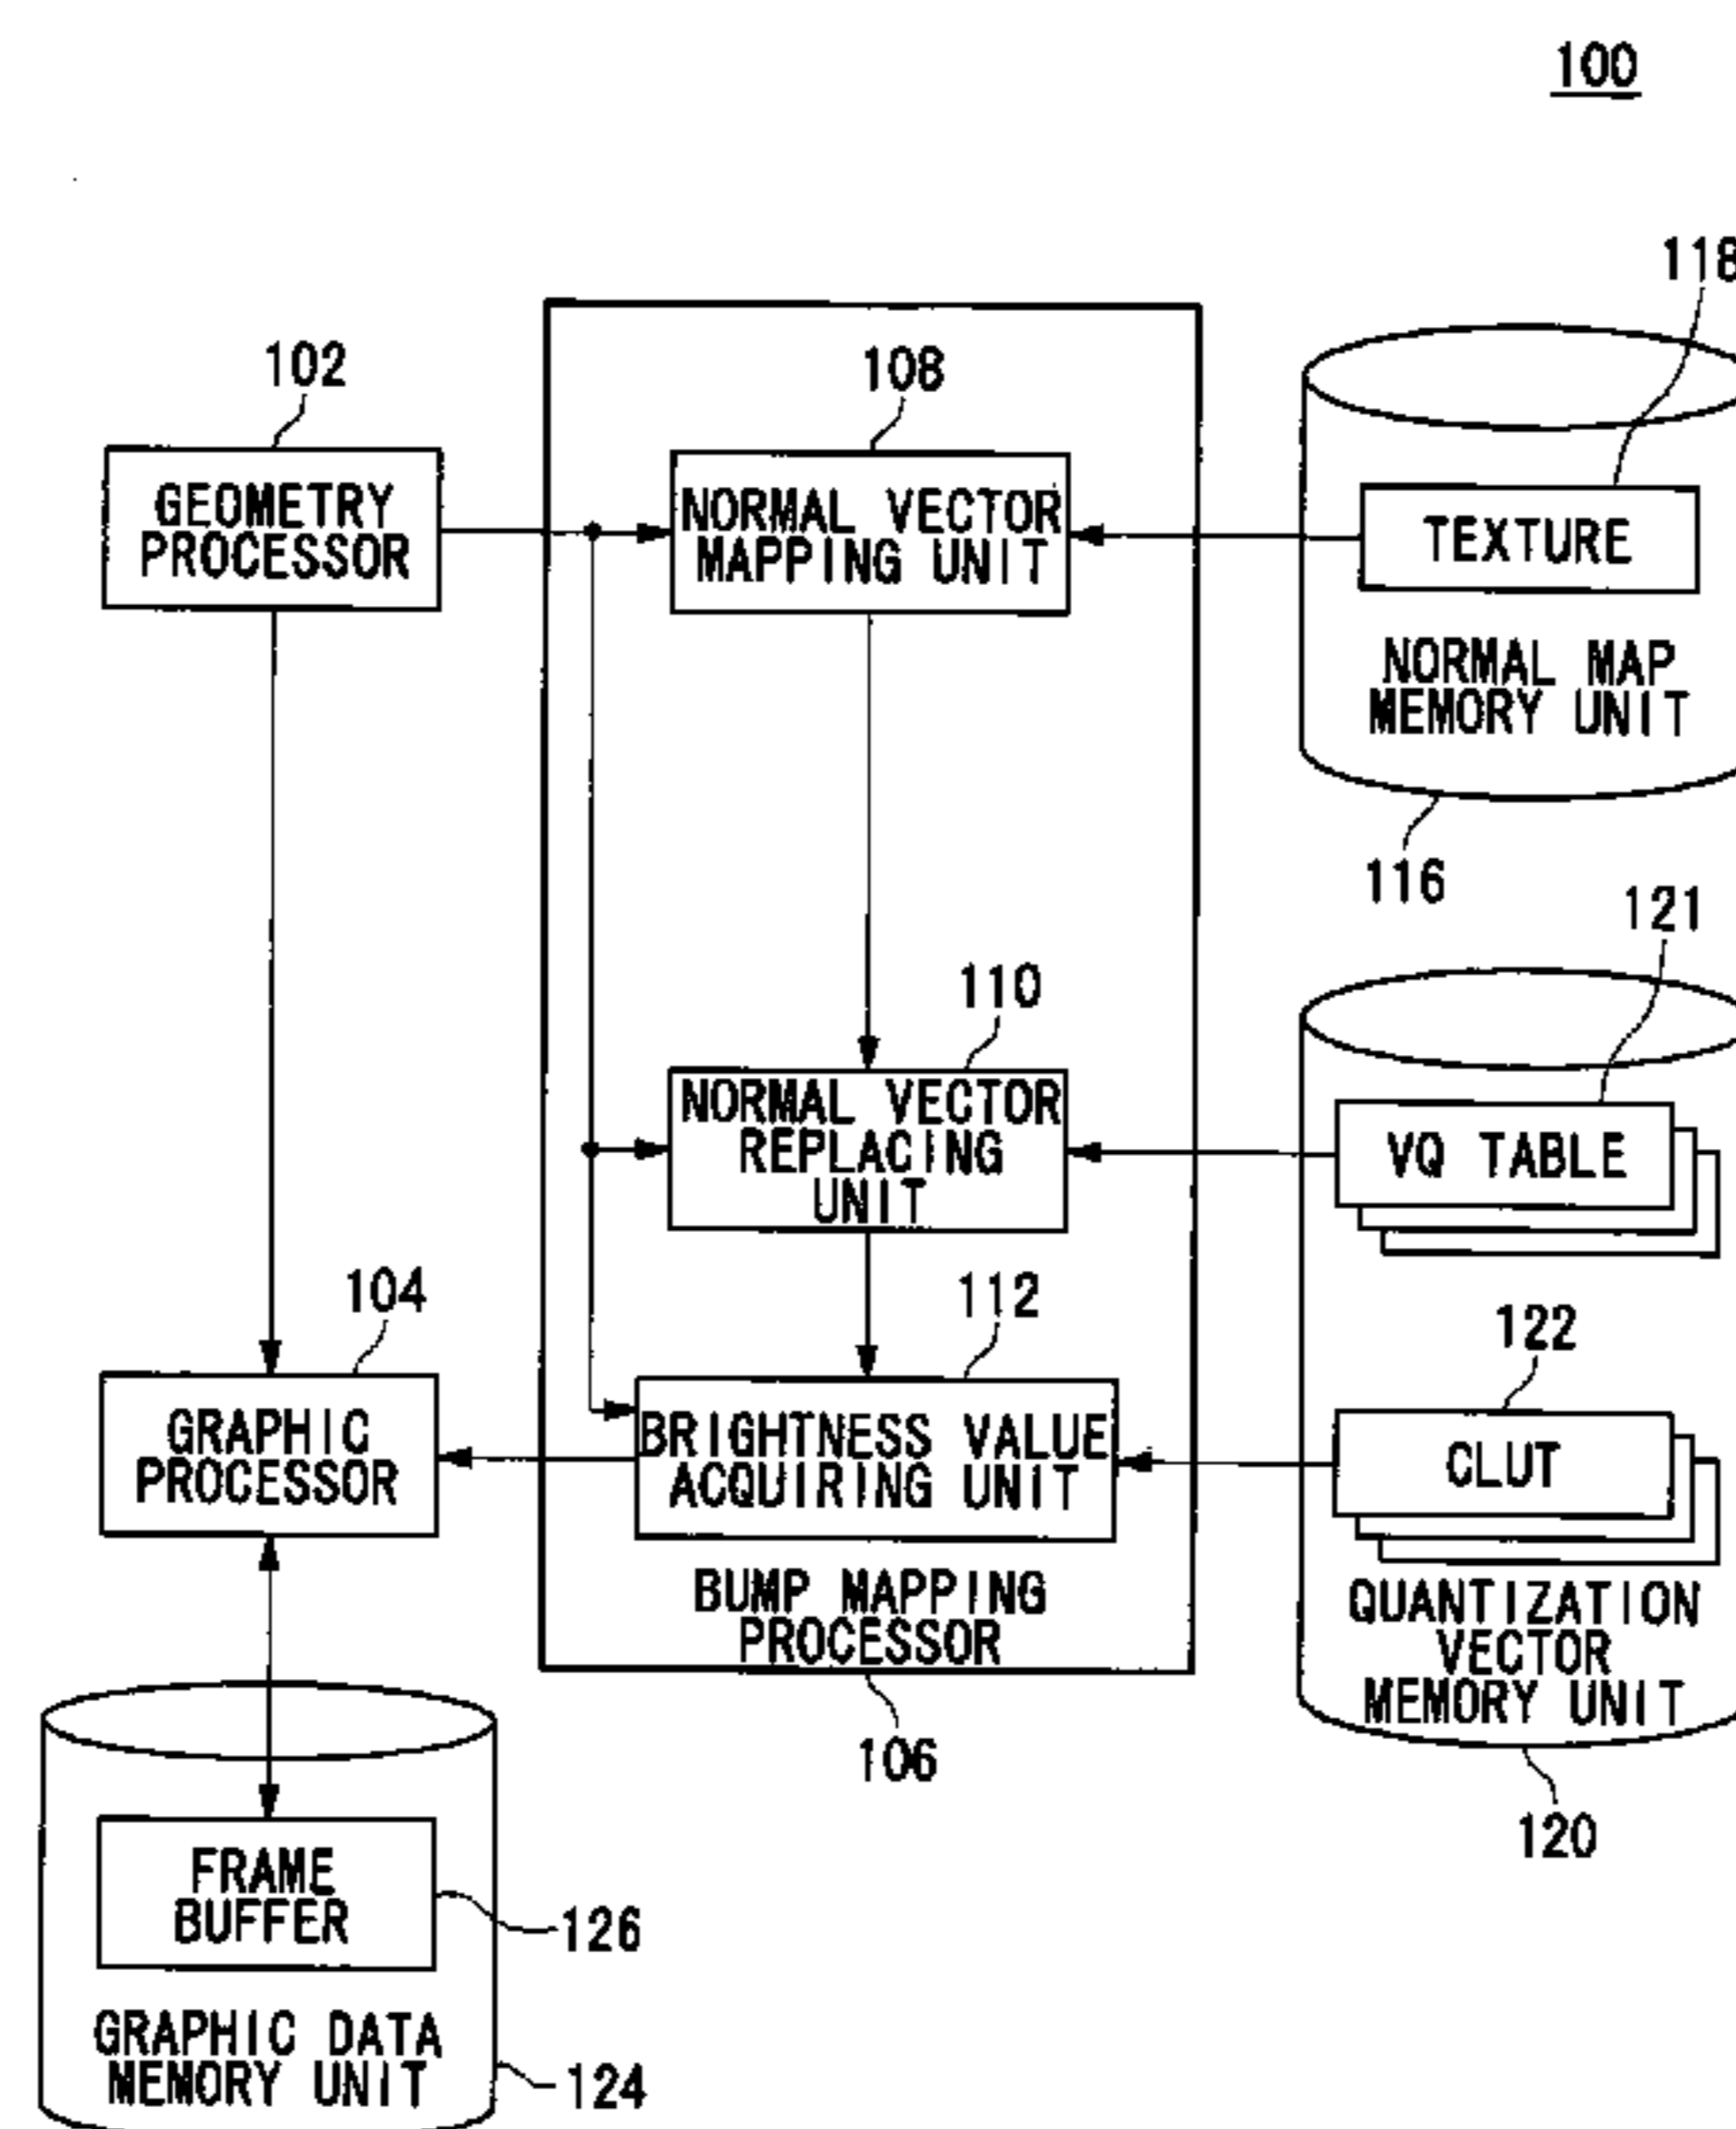 100
118
102
108
GEOMETRY
PROCESSOR
NORMAL VECTOR
MAPPING UNIT
TEXTURE
NORMAL MAP
MEMORY UNIT
116
121
110
NORMAL VECTOR
REPLACING
UNIT
VQ TABLE
104
112
122
GRAPHIC
PROCESSOR
BRIGHTNESS VALUE
ACQUIRING UNIT
CLUT
BUMP MAPPING
PROCESSOR
QUANTIZATION
VECTOR
MEMORY UNIT
106
120
FRAME
BUFFER
126
GRAPHIC DATA
MEMORY UNIT
124